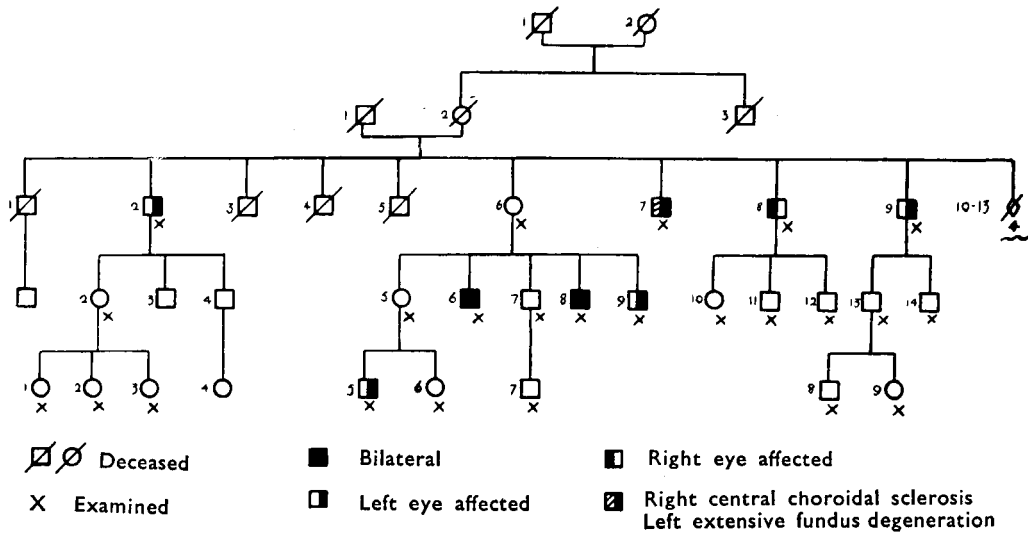 1 2
1 2 3
1 2 3 4 5 6 7 8 9 10-13
X X X X X 4
2 3 4 5 6 7 8 9 10 11 12 13 14
X X X X X X X X X X
1 2 3 4 5 6 7 8 9
X X X X X X X X
Deceased Bilateral Right eye affected
X Examined Left eye affected Right central choroidal sclerosis
Left extensive fundus degeneration